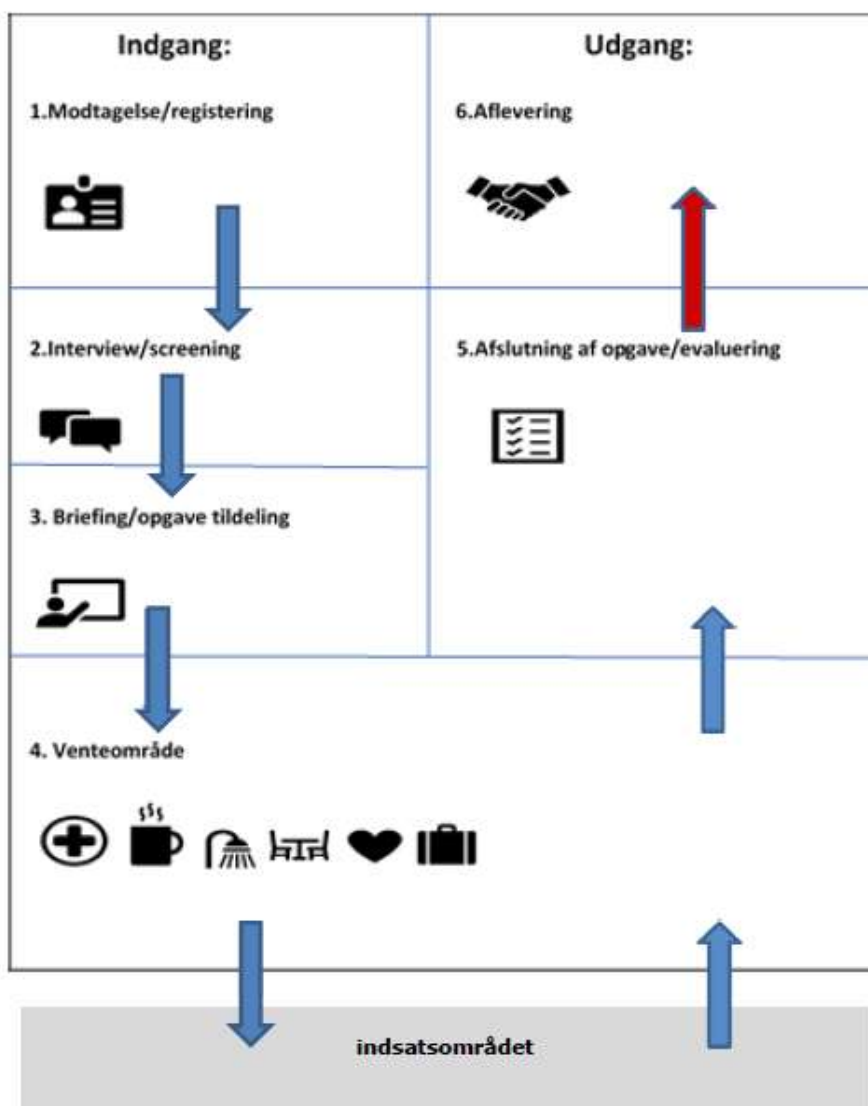 Indgang:
Udgang:
1.Modtagelse/registering
6.Aflevering
2.Interview/screening
5.Afslutning af opgave/evaluering
3. Briefing/opgave tildeling
4. Venteområde
$$$
indsatsområdet